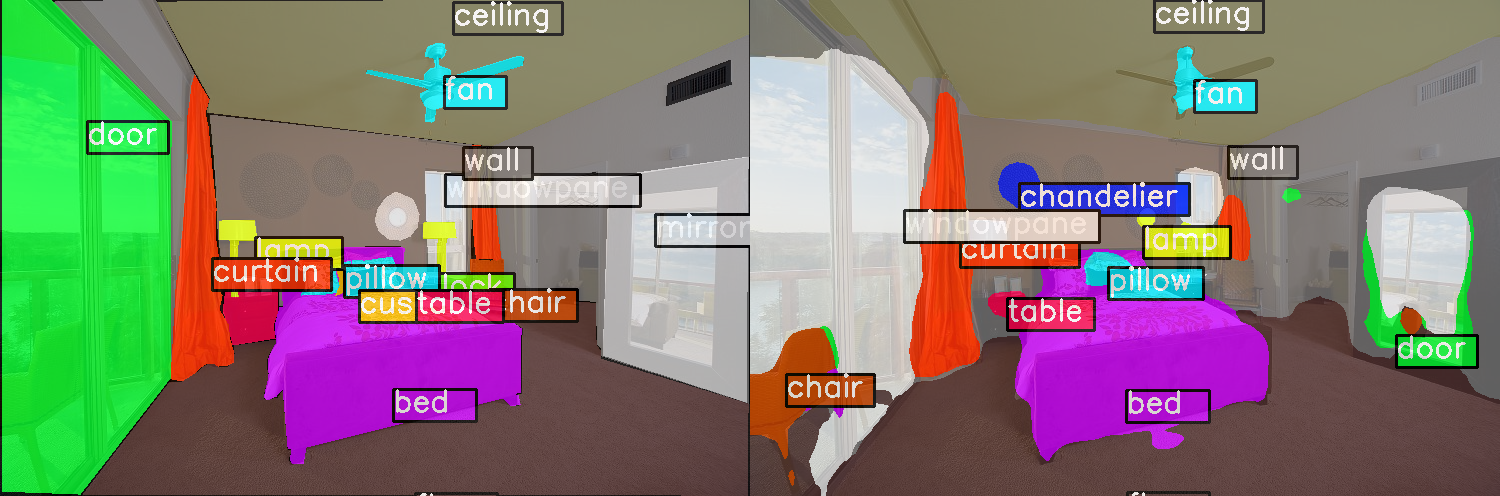 ceiling
fan
door
wall
windowpane
mirror
lamp
curtain
pillow
cus
table
hair
bed
ceiling
fan
wall
chandelier
windowpane
curtain
lamp
pillow
table
chair
door
bed